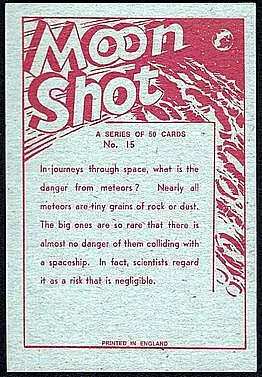 Moon
Shot
A SERIES OF 50 CARDS
No. 15
In journeys through space, what is the
danger from meteors? Nearly all
meteors are tiny grains of rock or dust.
The big ones are so rare that there is
almost no danger of them colliding with
a spaceship. In fact, scientists regard
it as a risk that is negligible.
PRINTED IN ENGLAND